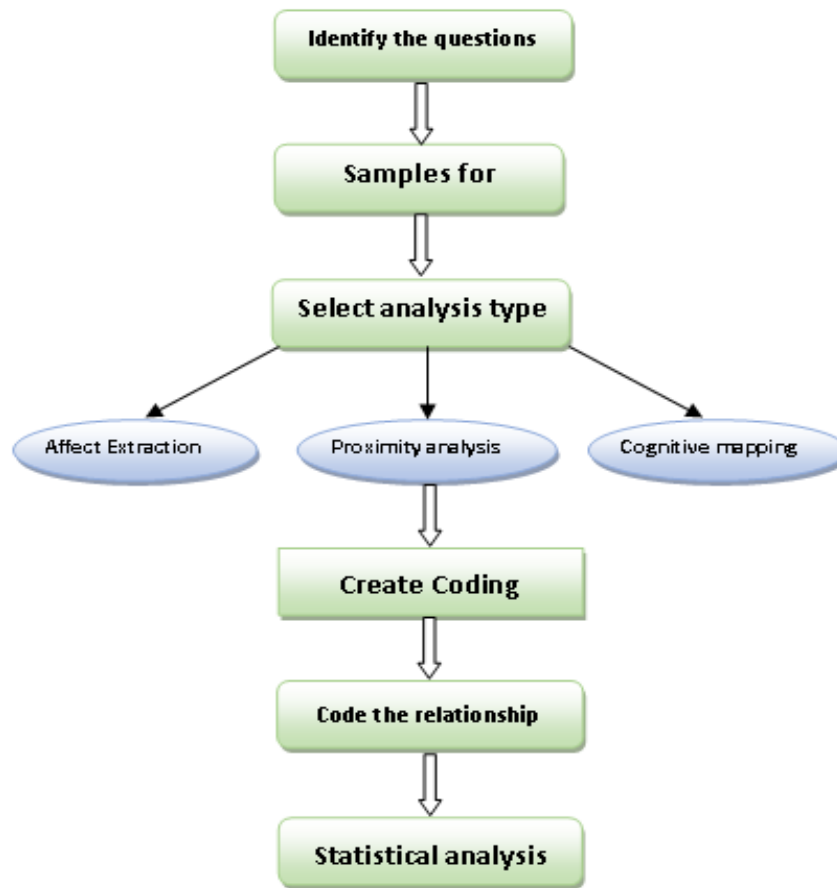 Identify the questions
Samples for
Select analysis type
Affect Extraction
Proximity analysis
Cognitive mapping
Create Coding
Code the relationship
Statistical analysis